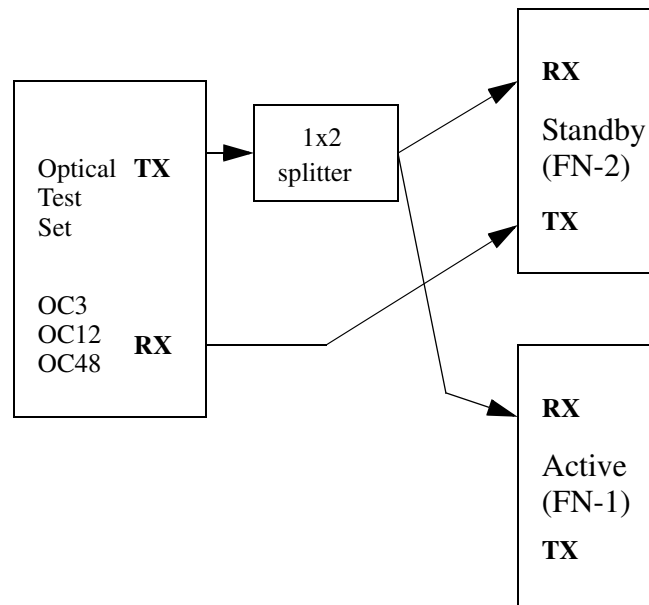 Optical TX
Test
Set
OC3
OC12
OC48
RX
1x2
splitter
RX
Standby
(FN-2)
TX
RX
Active
(FN-1)
TX